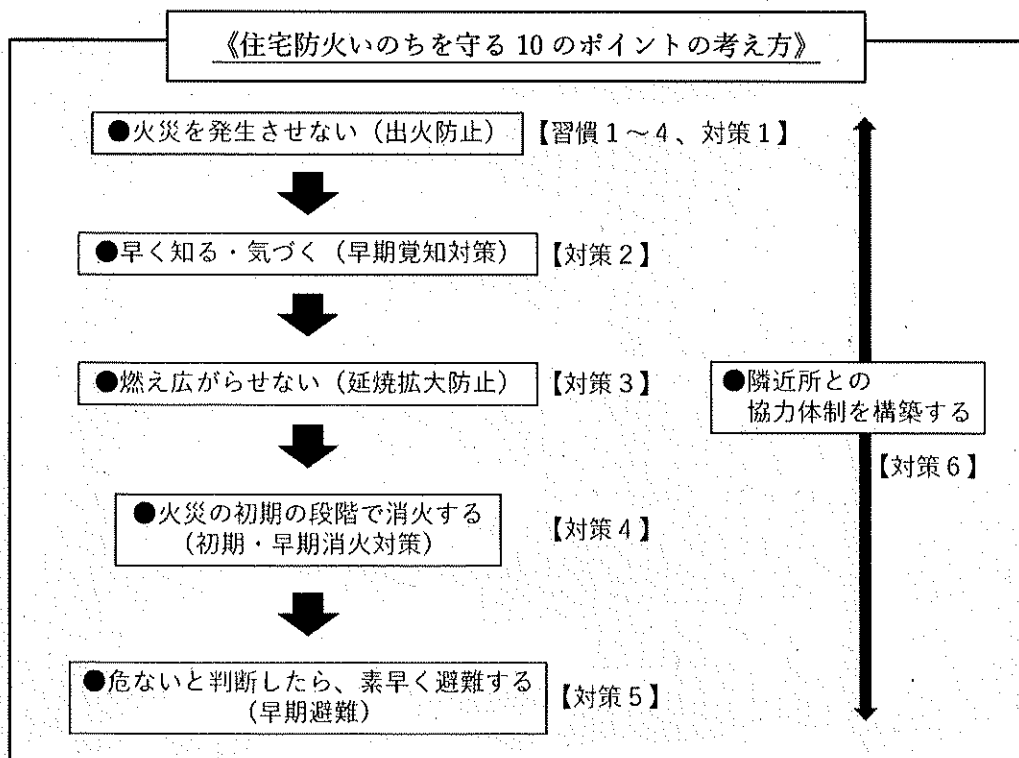 《住宅防火いのちを守る 10 のポイントの考え方》
●火災を発生させない（出火防止） 【習慣１～４、対策１】
●早く知る・気づく（早期覚知対策） 【対策２】
●燃え広がらせない（延焼拡大防止） 【対策３】
●隣近所との
協力体制を構築する
【対策６】
●火災の初期の段階で消火する
（初期・早期消火対策）
【対策４】
●危ないと判断したら、素早く避難する
（早期避難）
【対策５】